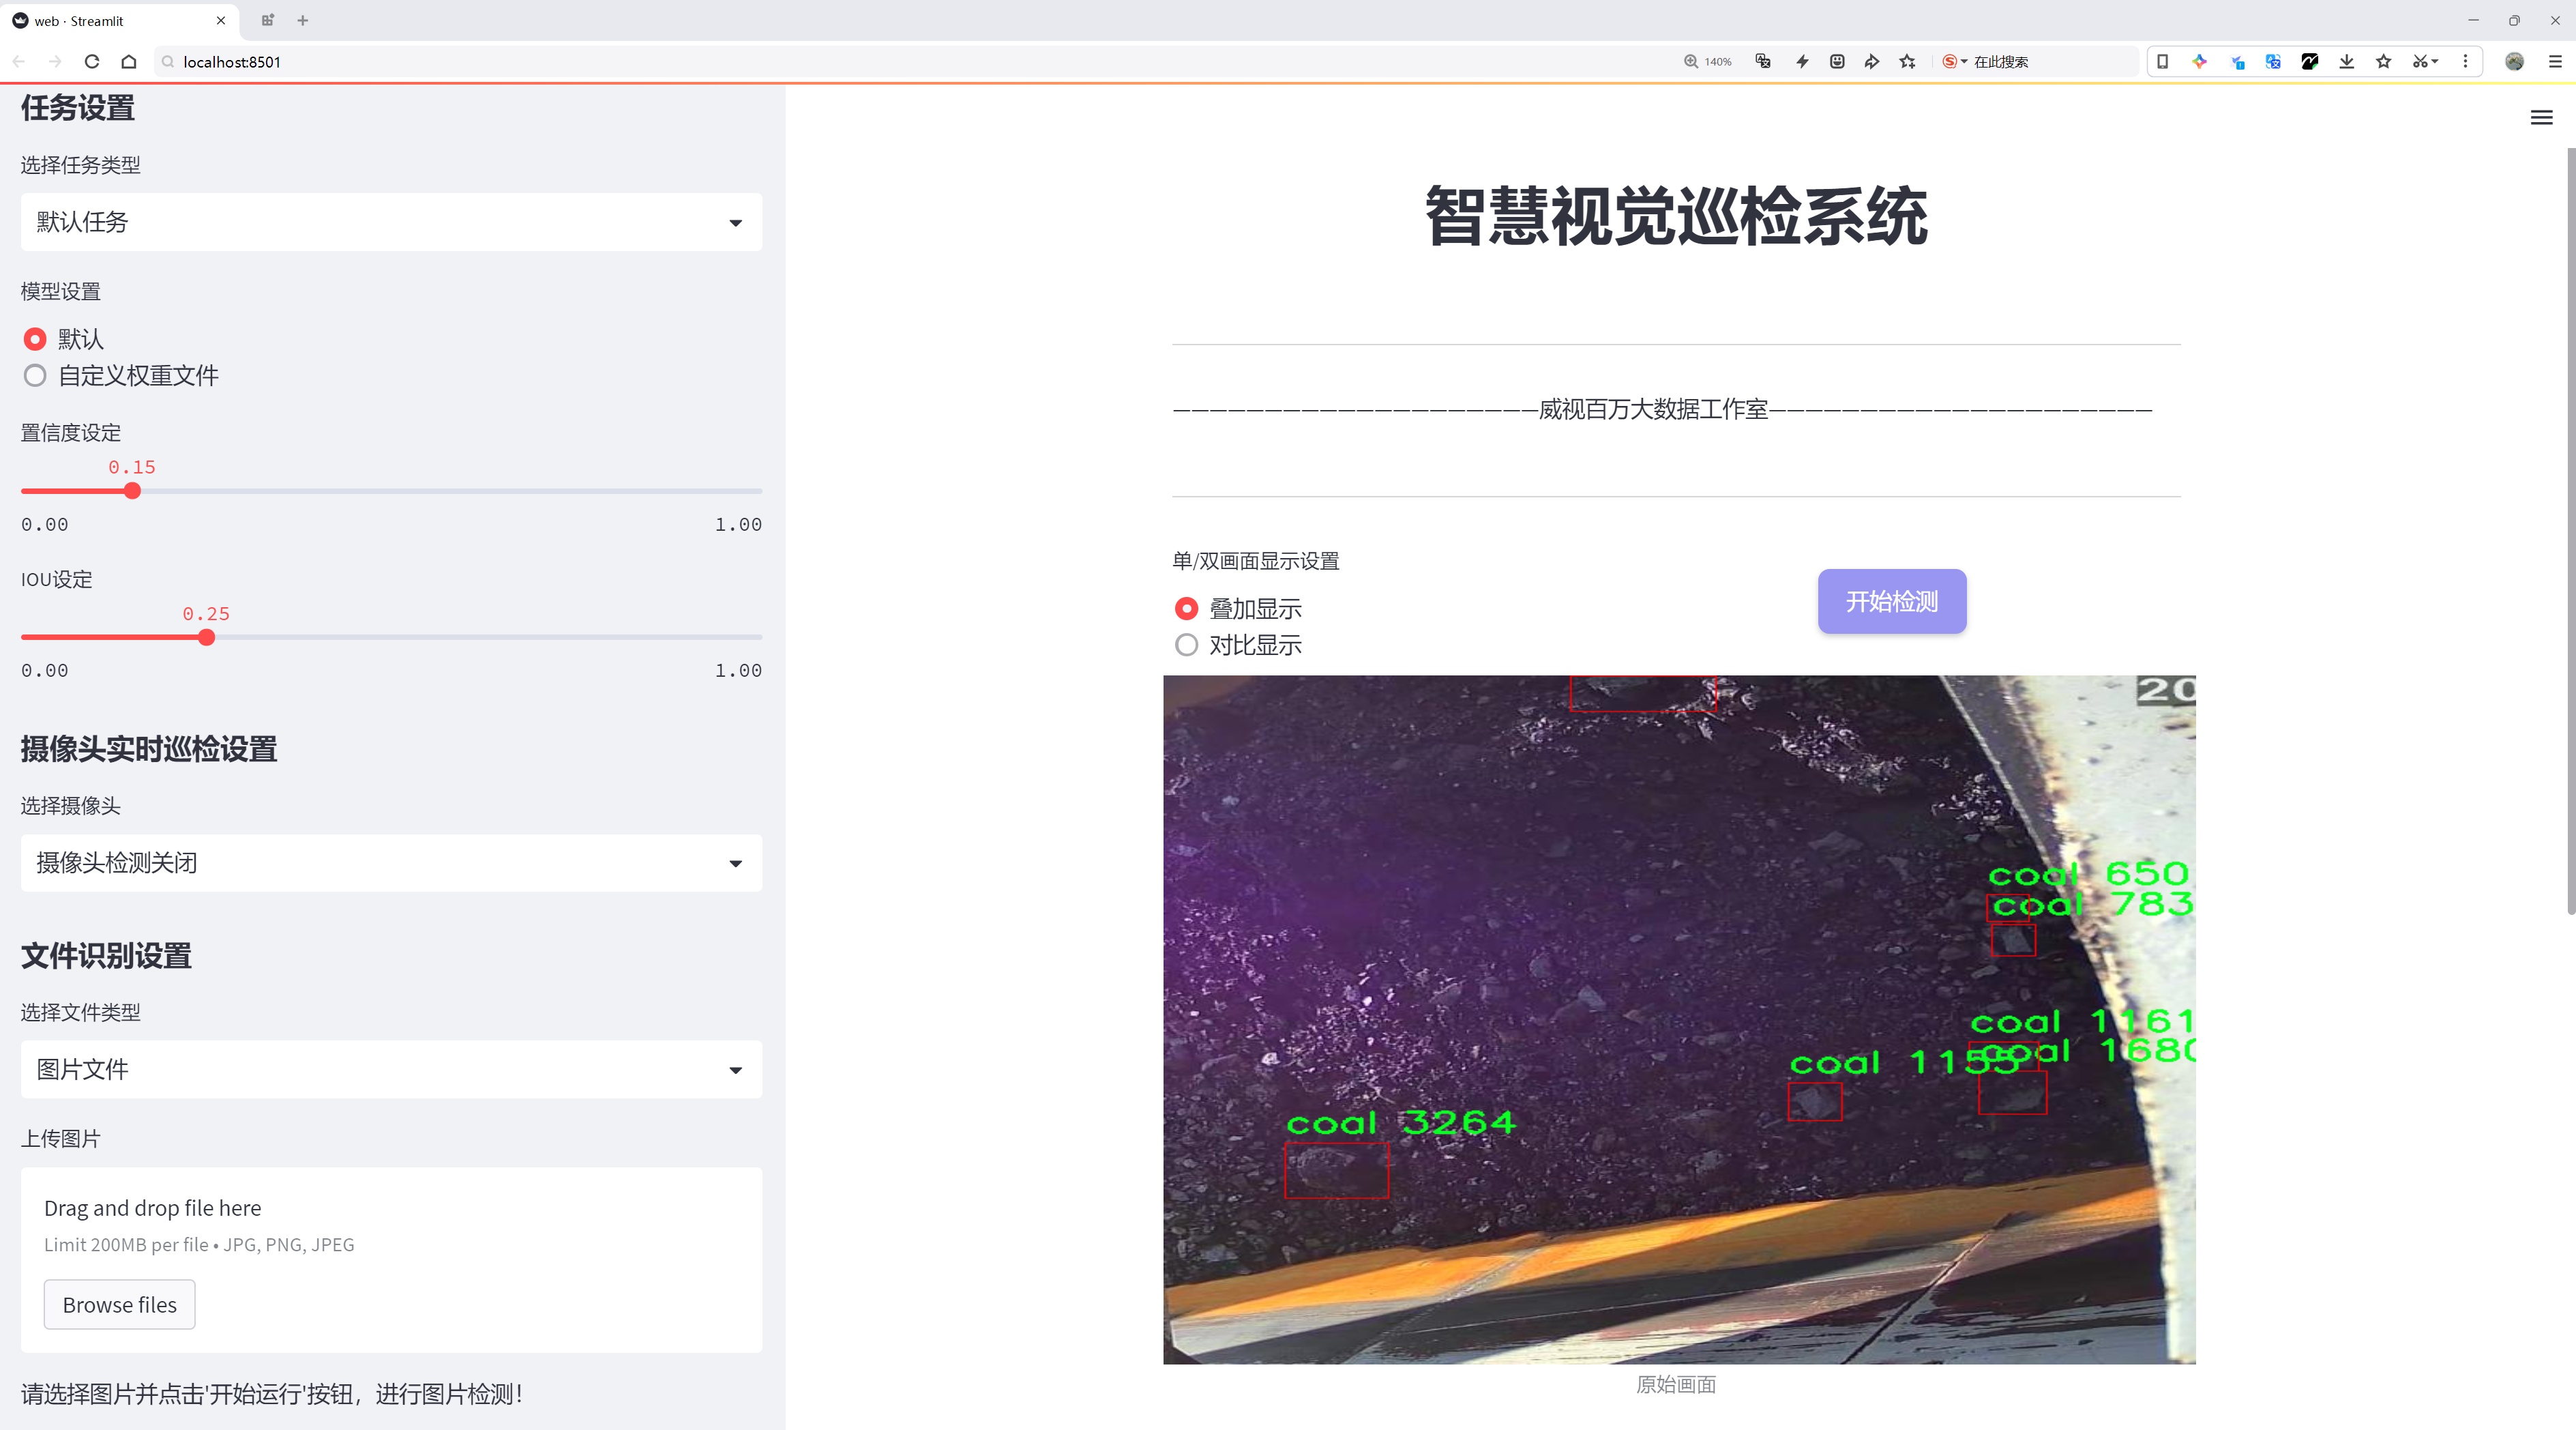 web · Streamlit
localhost:8501
140%
在此搜索
任务设置
选择任务类型
默认任务
模型设置
默认
自定义权重文件
置信度设定
0.15
0.00 1.00
IOU设定
0.25
0.00 1.00
摄像头实时巡检设置
选择摄像头
摄像头检测关闭
文件识别设置
选择文件类型
图片文件
上传图片
Drag and drop file here
Limit 200MB per file • JPG, PNG, JPEG
Browse files
请选择图片并点击'开始运行'按钮，进行图片检测！
智慧视觉巡检系统
————————————————————威视百万大数据工作室—————————————————————
单/双画面显示设置
叠加显示
对比显示
开始检测
20
coal 650
coal 783
coal 1161
coal 1680
coal 1155
coal 3264
原始画面